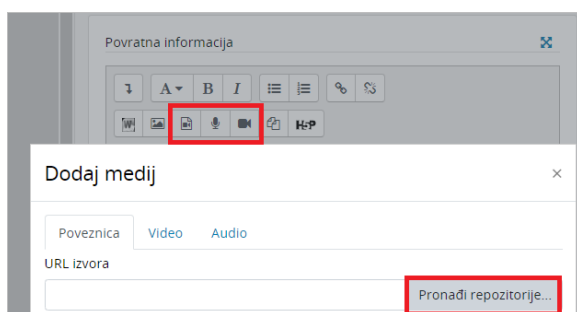 Povratna informacija
A B I
H-P
Dodaj medij ×
Poveznica Video Audio
URL izvora
Pronađi repozitorije...